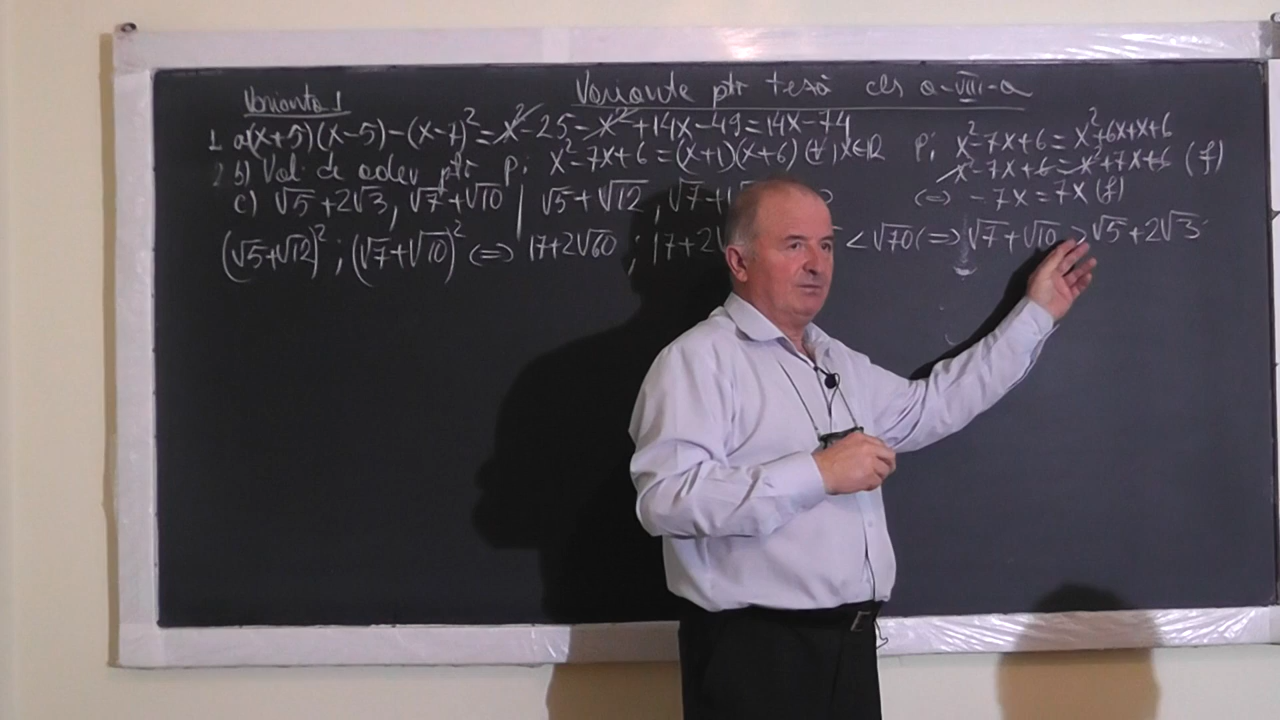 Varianta 1
Variante ptr teză cls a-VIII-a
1. a) (x+5)(x-5)-(x-7)²=x²-25-x²+14x-49=14x-74
P: x²-7x+6=x²+6x+x+6
2 b) Val. de adev ptr p: x²-7x+6=(x+1)(x+6) (∀) x∈R
x²-7x+6=x²+7x+6 (f)
c) √5+2√3, √7+√10 | √5+√12, √7+
(=) -7x=7x (f)
(√5+√12)²; (√7+√10)² (=) 17+2√60; 17+2 <√70 (=) √7+√10 > √5+2√3